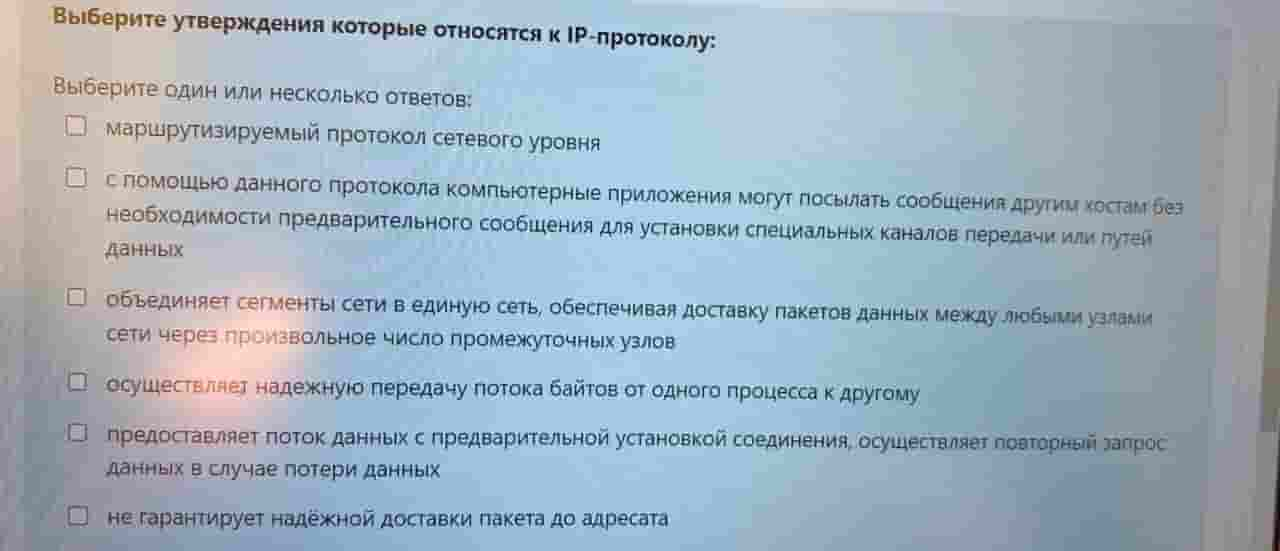 Выберите утверждения которые относятся к IP-протоколу:
Выберите один или несколько ответов:
маршрутизируемый протокол сетевого уровня
с помощью данного протокола компьютерные приложения могут посылать сообщения другим хостам без
необходимости предварительного сообщения для установки специальных каналов передачи или путей
данных
объединяет сегменты сети в единую сеть, обеспечивая доставку пакетов данных между любыми узлами
сети через произвольное число промежуточных узлов
осуществляет надежную передачу потока байтов от одного процесса к другому
предоставляет поток данных с предварительной установкой соединения, осуществляет повторный запрос
данных в случае потери данных
не гарантирует надёжной доставки пакета до адресата